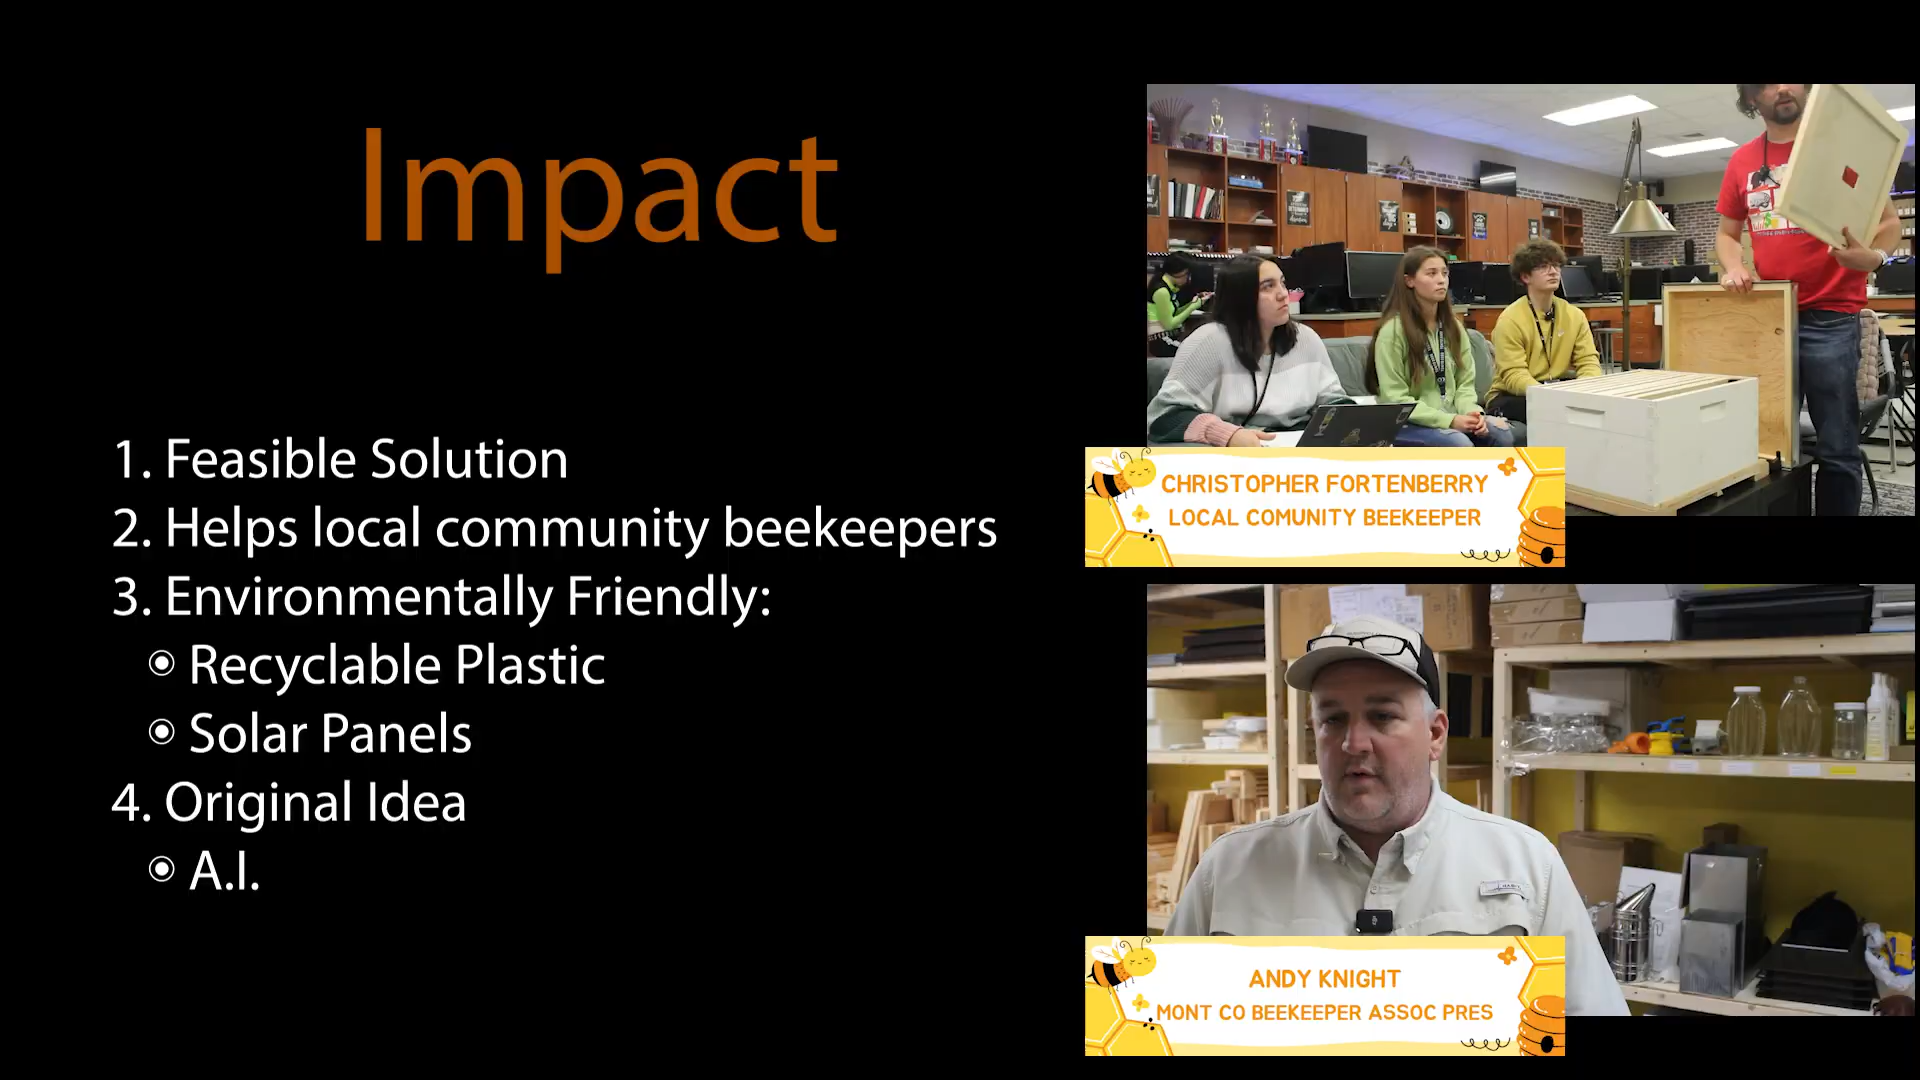 Impact
1. Feasible Solution
2. Helps local community beekeepers
3. Environmentally Friendly:
◉ Recyclable Plastic
◉ Solar Panels
4. Original Idea
◉ A.I.
CHRISTOPHER FORTENBERRY
LOCAL COMUNITY BEEKEEPER
ANDY KNIGHT
MONT CO BEEKEEPER ASSOC PRES